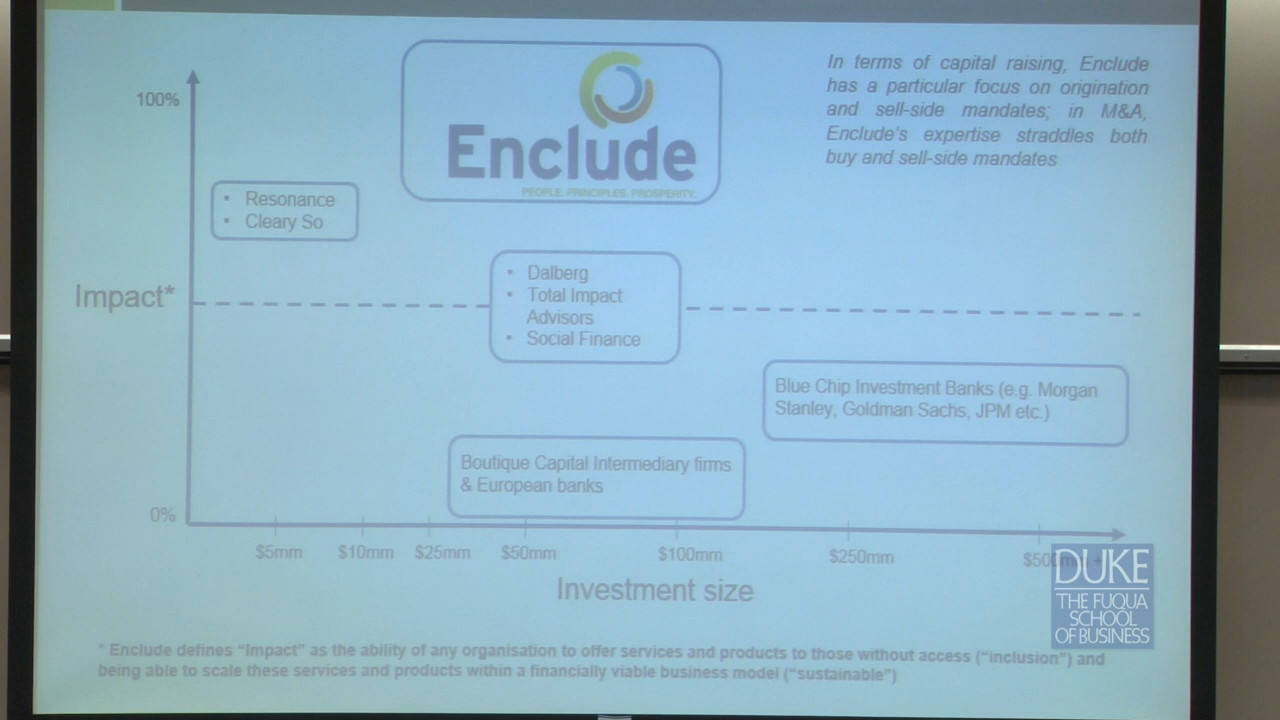 In terms of capital raising, Enclude
has a particular focus on origination
and sell-side mandates; in M&A,
Enclude's expertise straddles both
buy and sell-side mandates
100%
Enclude
PEOPLE. PRINCIPLES. PROSPERITY.
• Resonance
• Cleary So
• Dalberg
• Total Impact
Advisors
• Social Finance
Impact*
Blue Chip Investment Banks (e.g. Morgan
Stanley, Goldman Sachs, JPM etc.)
Boutique Capital Intermediary firms
& European banks
0%
$5mm $10mm $25mm $50mm $100mm $250mm
Investment size
DUKE
THE FUQUA
SCHOOL
OF BUSINESS
* Enclude defines "Impact" as the ability of any organisation to offer services and products to those without access ("inclusion") and
being able to scale these services and products within a financially viable business model ("sustainable")